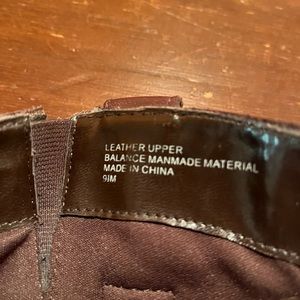 LEATHER UPPER
BALANCE MANMADE MATERIAL
MADE IN CHINA
9M